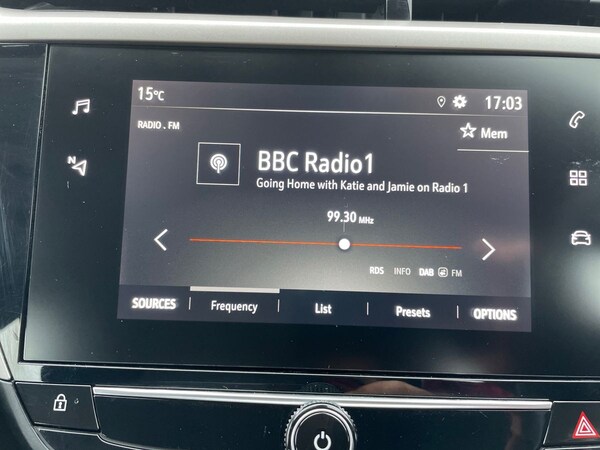 15°C
17:03
RADIO . FM
Mem
N
BBC Radio1
Going Home with Katie and Jamie on Radio 1
99.30 MHz
RDS INFO DAB FM
SOURCES Frequency List Presets OPTIONS